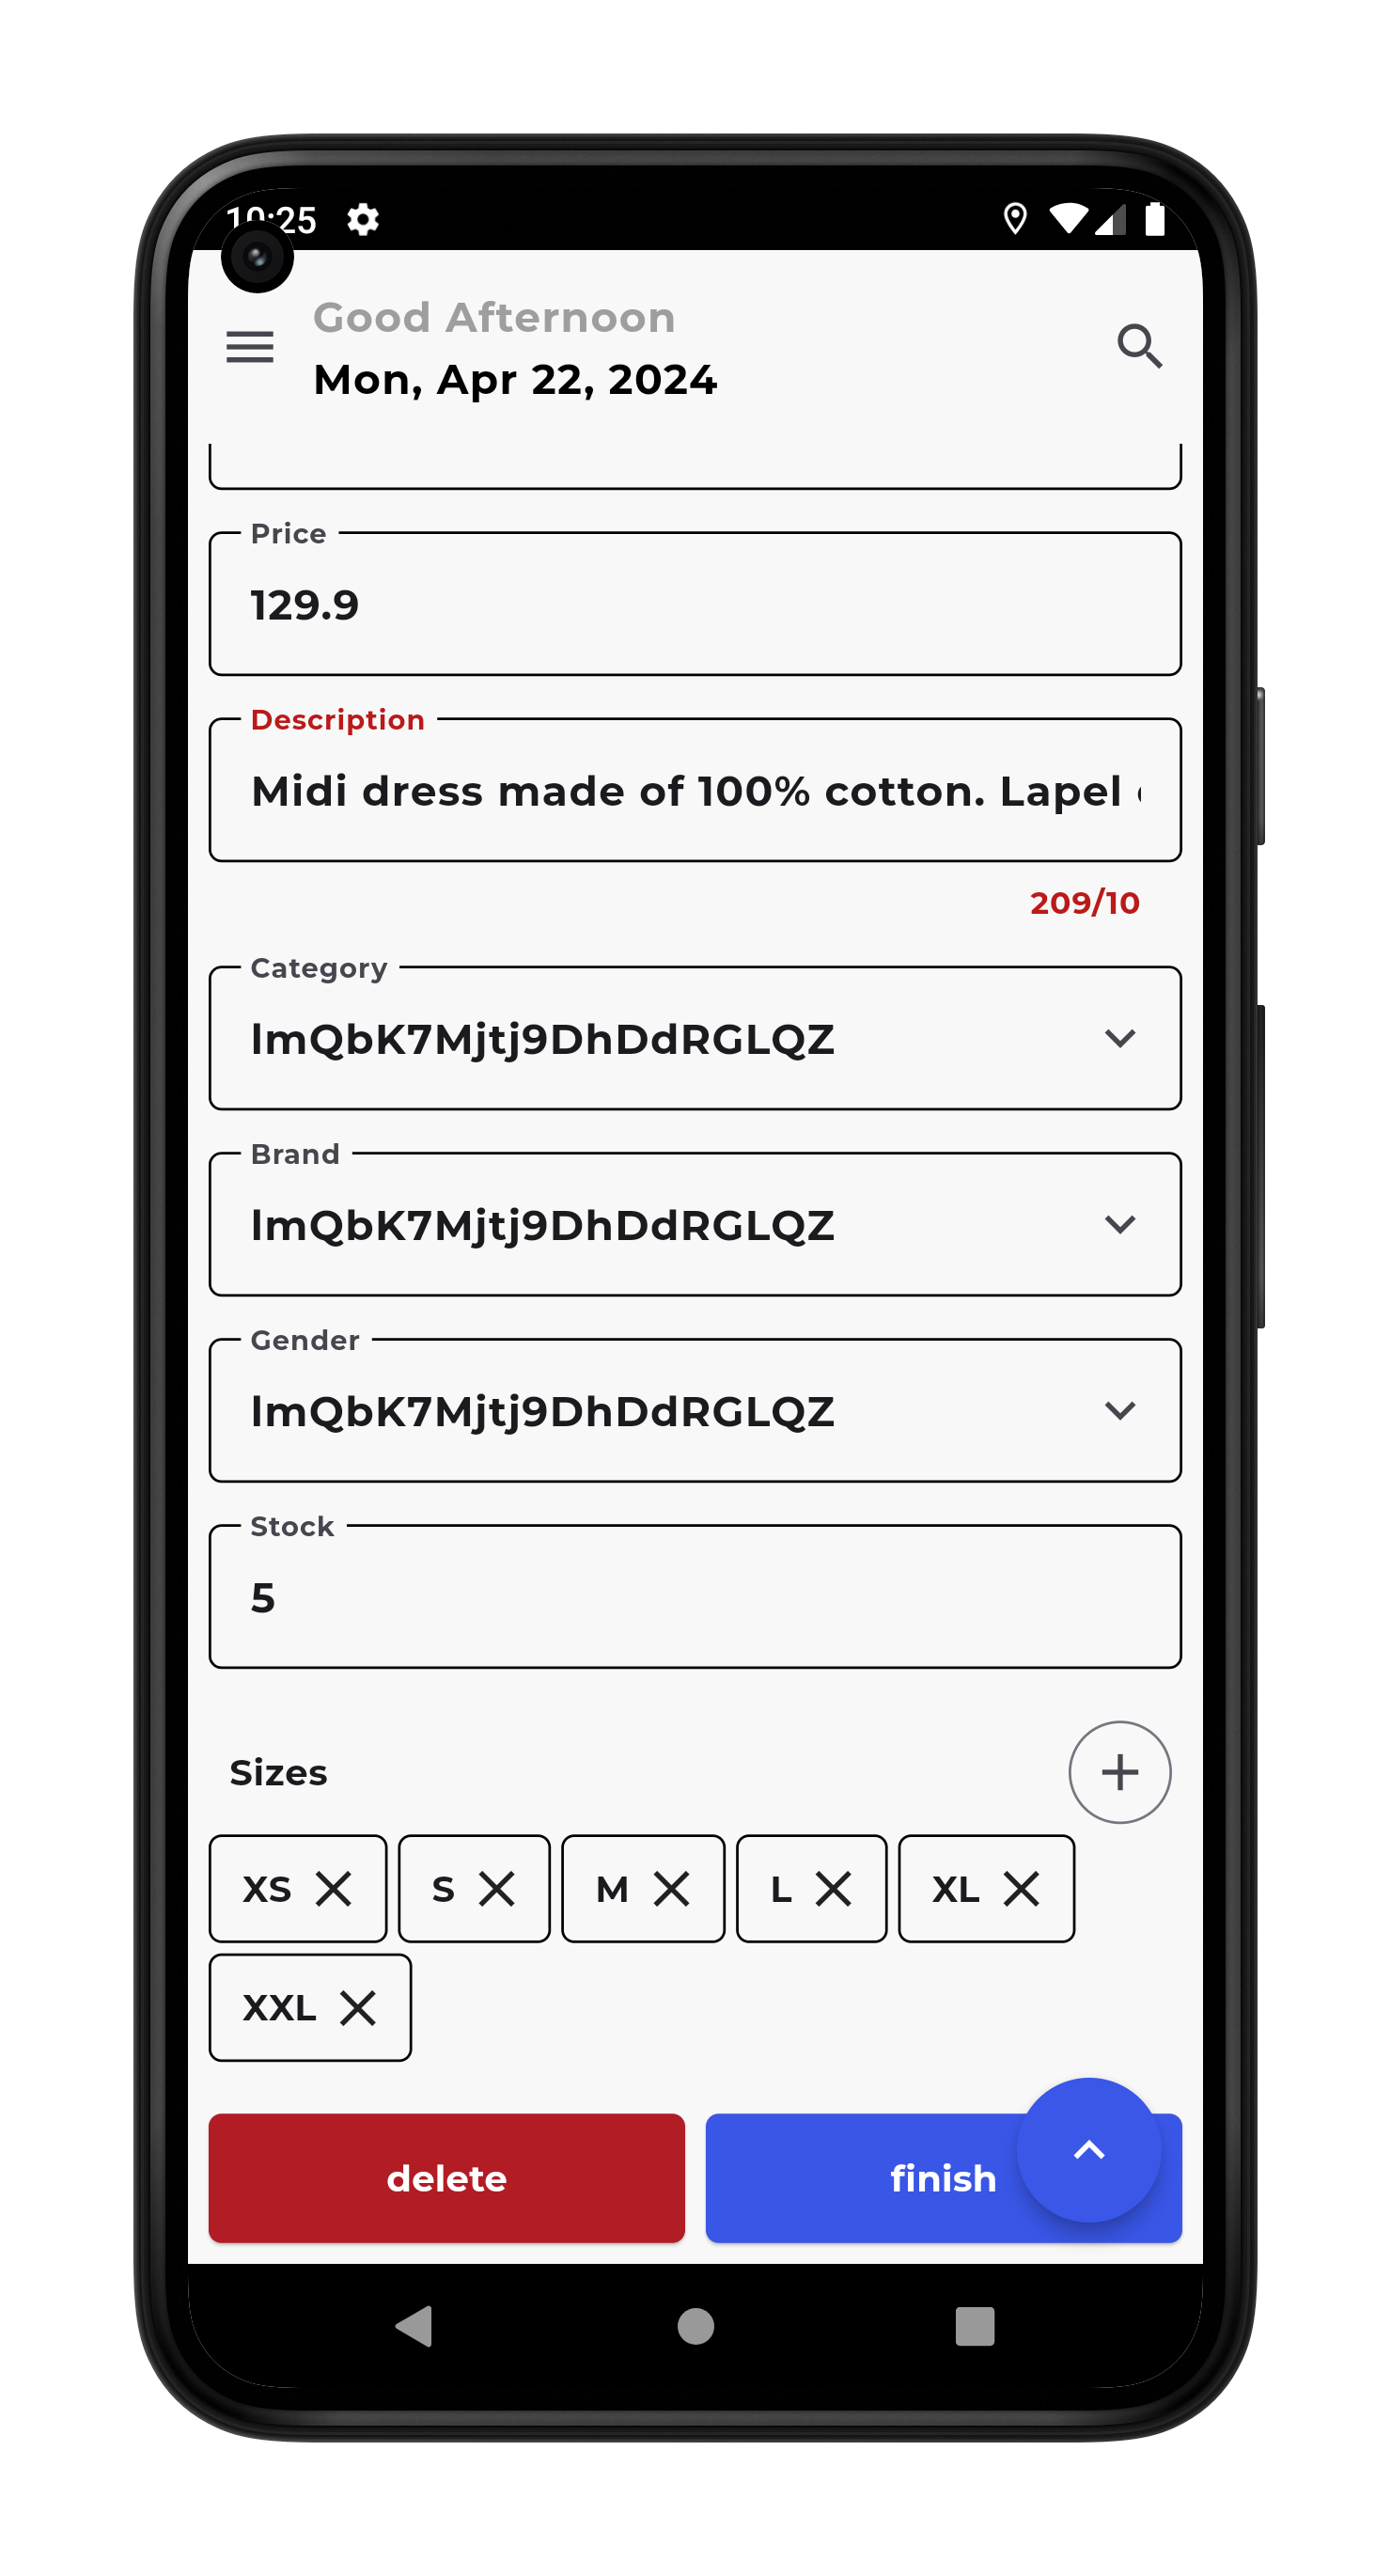 10:25
Good Afternoon
Mon, Apr 22, 2024
Price
129.9
Description
Midi dress made of 100% cotton. Lapel
209/10
Category
lmQbK7Mjtj9DhDdRGLQZ
Brand
lmQbK7Mjtj9DhDdRGLQZ
Gender
lmQbK7Mjtj9DhDdRGLQZ
Stock
5
Sizes
XS S M L XL
XXL
delete finish